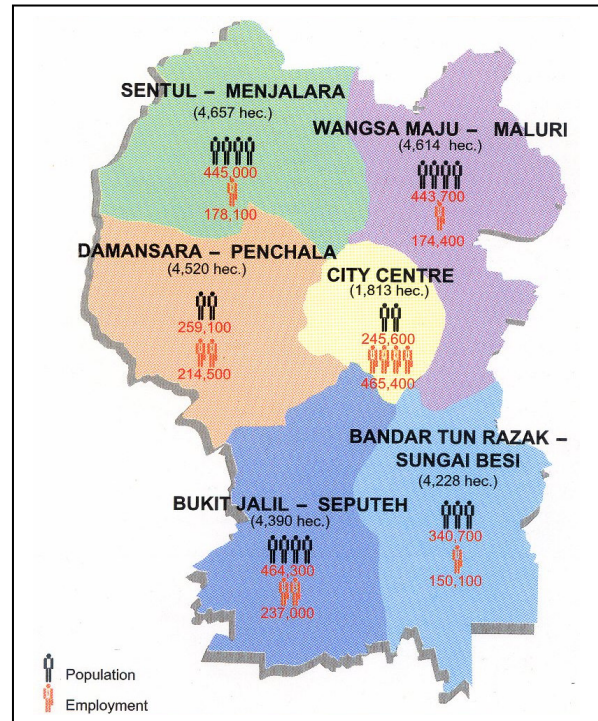 SENTUL – MENJALARA
(4,657 hec.)
445,000
178,100
WANGSA MAJU – MALURI
(4,614 hec.)
443,700
174,400
DAMANSARA – PENCHALA
(4,520 hec.)
259,100
214,500
CITY CENTRE
(1,813 hec.)
245,600
465,400
BANDAR TUN RAZAK –
SUNGAI BESI
(4,228 hec.)
340,700
150,100
BUKIT JALIL – SEPUTEH
(4,390 hec.)
464,300
237,000
Population
Employment